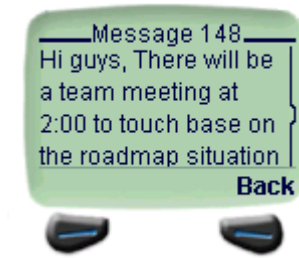 Message 148
Hi guys, There will be
a team meeting at
2:00 to touch base on
the roadmap situation
Back